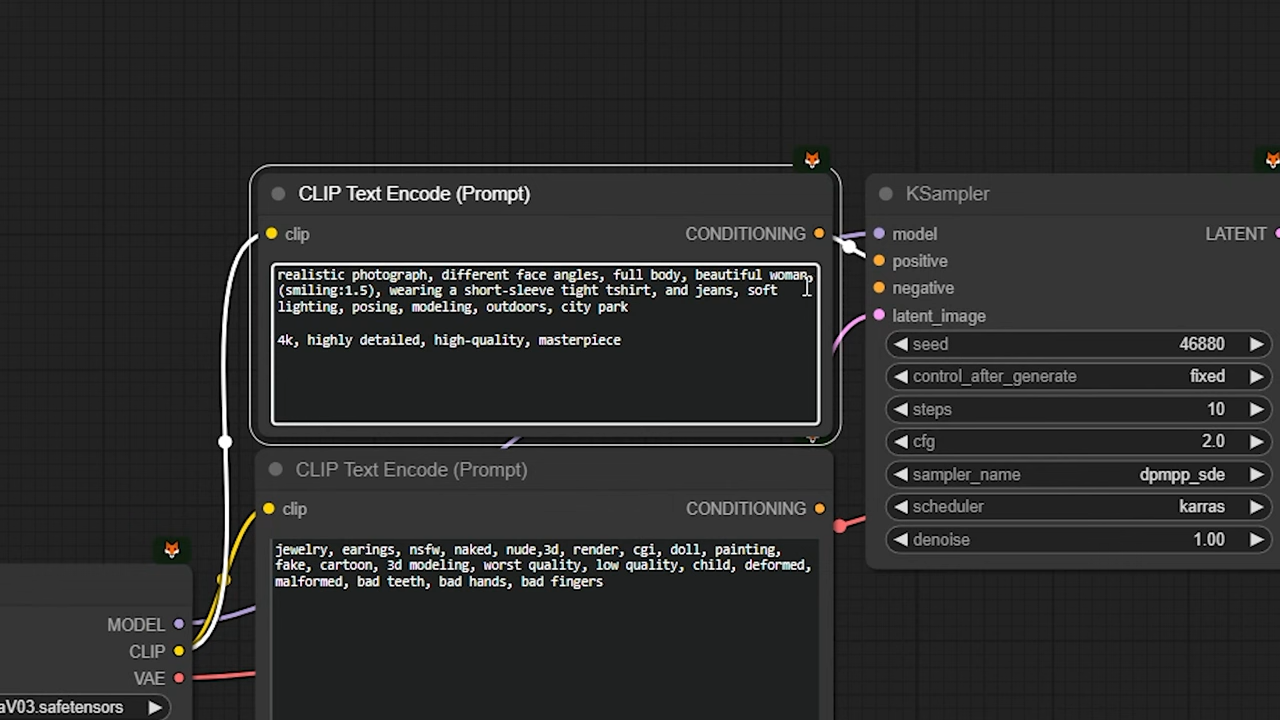 CLIP Text Encode (Prompt)
clip
CONDITIONING
realistic photograph, different face angles, full body, beautiful woman,
(smiling:1.5), wearing a short-sleeve tight tshirt, and jeans, soft
lighting, posing, modeling, outdoors, city park
4k, highly detailed, high-quality, masterpiece
CLIP Text Encode (Prompt)
clip
CONDITIONING
jewelry, earings, nsfw, naked, nude,3d, render, cgi, doll, painting,
fake, cartoon, 3d modeling, worst quality, low quality, child, deformed,
malformed, bad teeth, bad hands, bad fingers
MODEL
CLIP
VAE
aV03.safetensors
KSampler
model
LATENT
positive
negative
latent_image
seed 46880
control_after_generate fixed
steps 10
cfg 2.0
sampler_name dpmpp_sde
scheduler karras
denoise 1.00